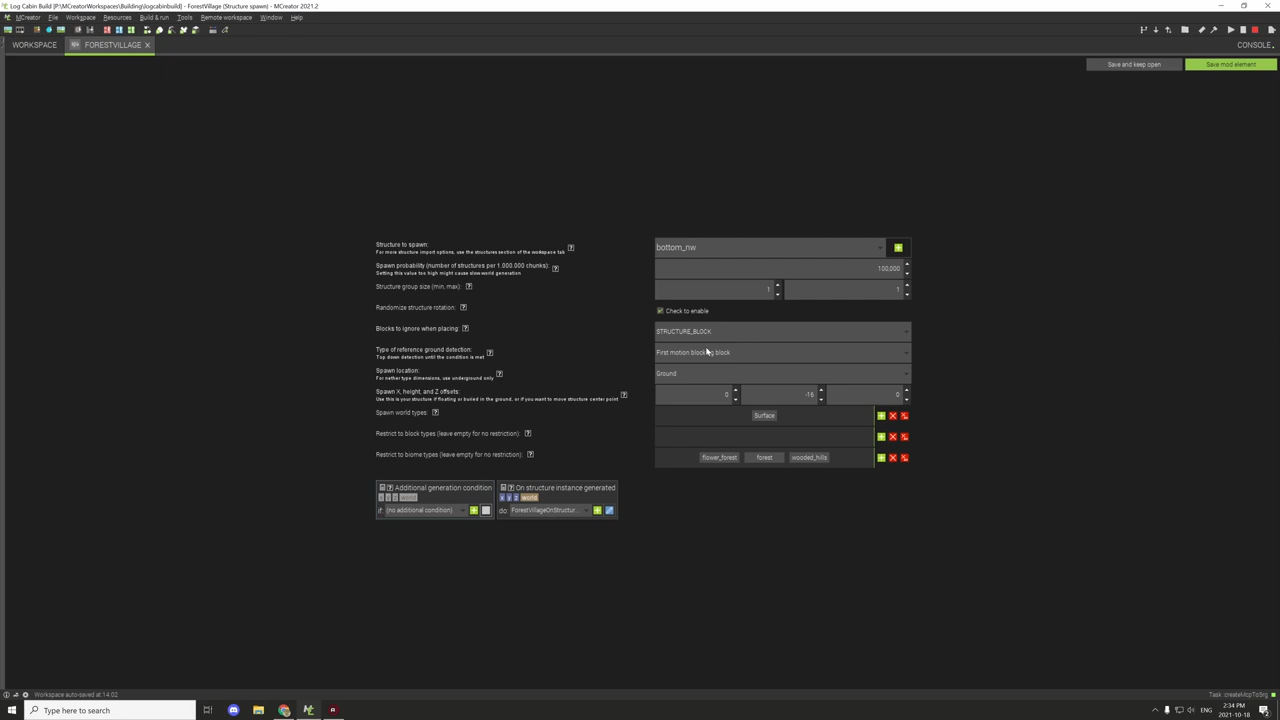 Log Cabin Build [P:\MCreatorWorkspaces\Building\logcabinbuild] - ForestVillage (Structure spawn) - MCreator 2021.2
MCreator File Workspace Resources Build & run Tools Remote workspace Window Help
WORKSPACE FORESTVILLAGE CONSOLE
Save and keep open Save mod element
Structure to spawn:
For more structure import options, use the structures section of the workspace tab
bottom_nw
Spawn probability (number of structures per 1.000.000 chunks):
Setting this value too high might cause slow world generation
100,000
Structure group size (min, max): 1 1
Randomize structure rotation: Check to enable
Blocks to ignore when placing: STRUCTURE_BLOCK
Type of reference ground detection:
Top down detection until the condition is met
First motion blocking block
Spawn location:
For nether type dimensions, use underground only
Ground
Spawn X, height, and Z offsets:
Use this is your structure if floating or buried in the ground, or if you want to move structure center point
0 -16 0
Spawn world types: Surface
Restrict to block types (leave empty for no restriction):
Restrict to biome types (leave empty for no restriction): flower_forest forest wooded_hills
Additional generation condition On structure instance generated
x y z world x y z world
if: (no additional condition) do: ForestVillageOnStructur...
Workspace auto-saved at 14:02 Task: createMcpToSrg
Type here to search ENG 2:34 PM
2021-10-18